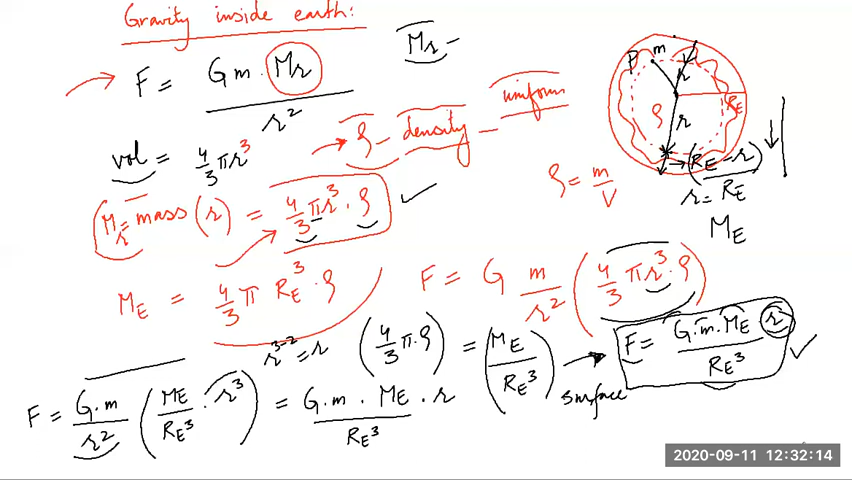 Gravity inside earth:
F = G m . Mr / r²
Mr –
vol = 4/3 πr³
ρ – density – uniform
Mr = mass (r) = 4/3 πr³ . ρ
ME = 4/3 π RE³ . ρ
F = G m/r² (4/3 πr³ . ρ)
ρ = m/V
P m r
RE
ρ r
→ (RE – r)
r = RE
ME
r³⁻² = r
(4/3 π . ρ) = (ME/RE³)
surface
F = G.m.ME r / RE³
F = G.m/r² (ME/RE³ . r³) = G.m . ME/RE³ . r
2020-09-11 12:32:14